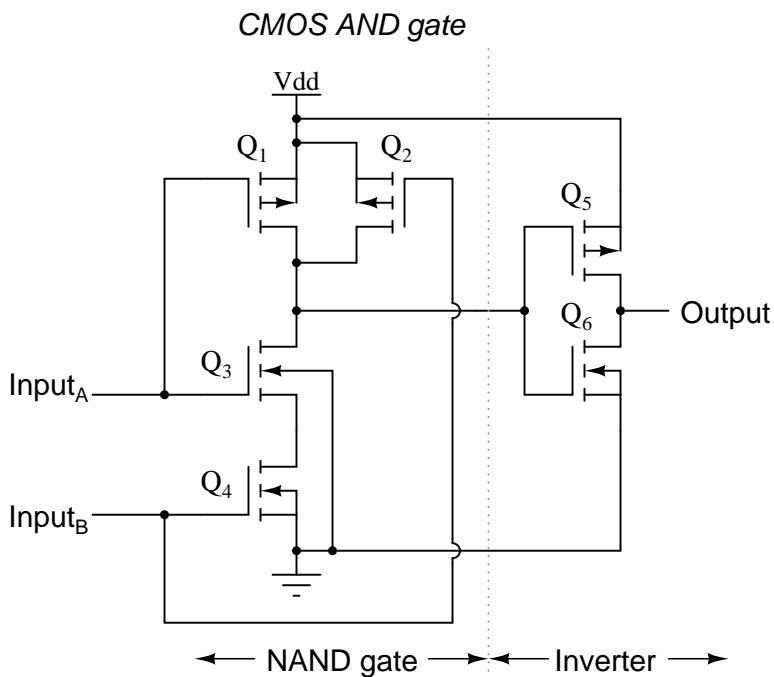 CMOS AND gate
Vdd
Q1
Q2
Q5
Q6
Output
Q3
InputA
Q4
InputB
NAND gate
Inverter